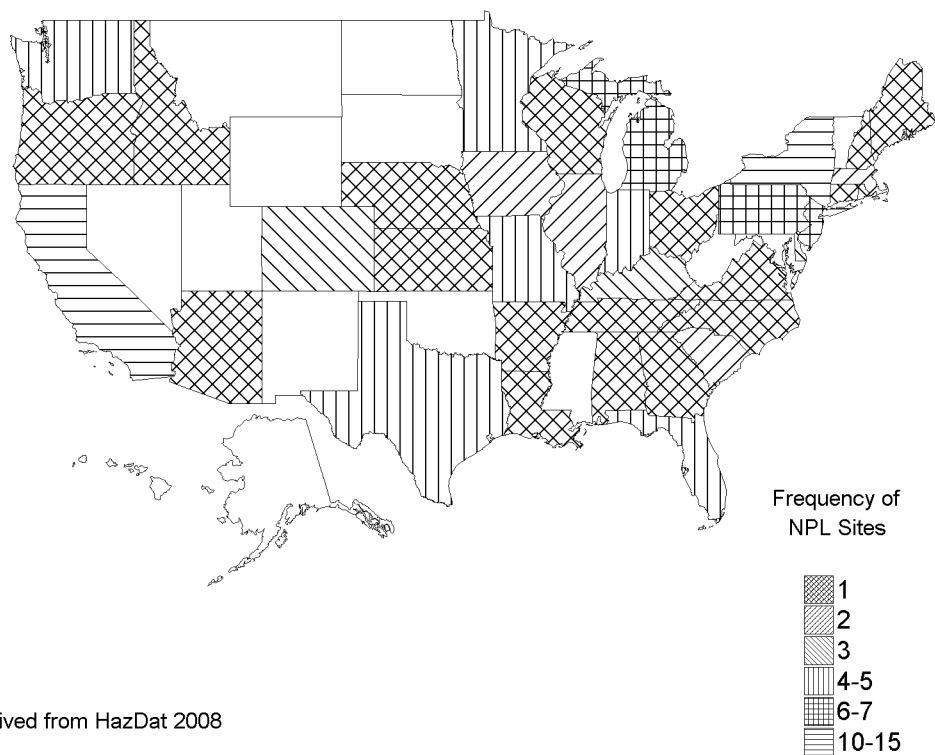 Frequency of
NPL Sites
1
2
3
4-5
6-7
10-15
ived from HazDat 2008